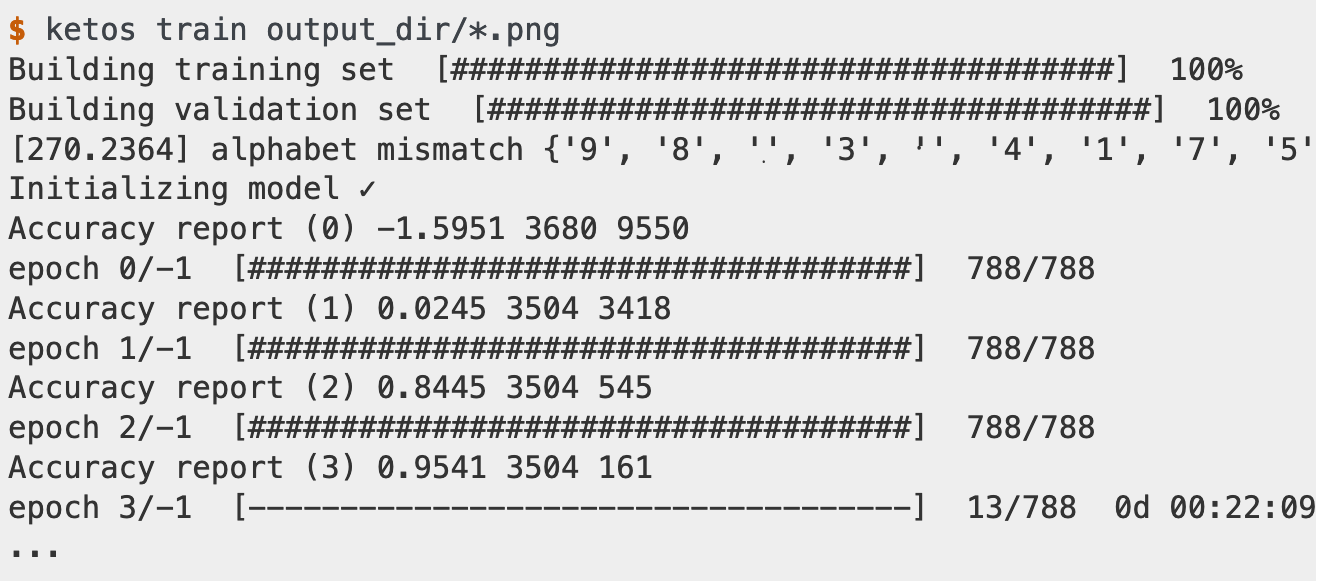 $ ketos train output_dir/*.png
Building training set  [####################################]  100%
Building validation set  [####################################]  100%
[270.2364] alphabet mismatch {'9', '8', '.', '3', '', '4', '1', '7', '5'
Initializing model ✓
Accuracy report (0) -1.5951 3680 9550
epoch 0/-1  [####################################]  788/788
Accuracy report (1) 0.0245 3504 3418
epoch 1/-1  [####################################]  788/788
Accuracy report (2) 0.8445 3504 545
epoch 2/-1  [####################################]  788/788
Accuracy report (3) 0.9541 3504 161
epoch 3/-1  [------------------------------------]  13/788  0d 00:22:09
...